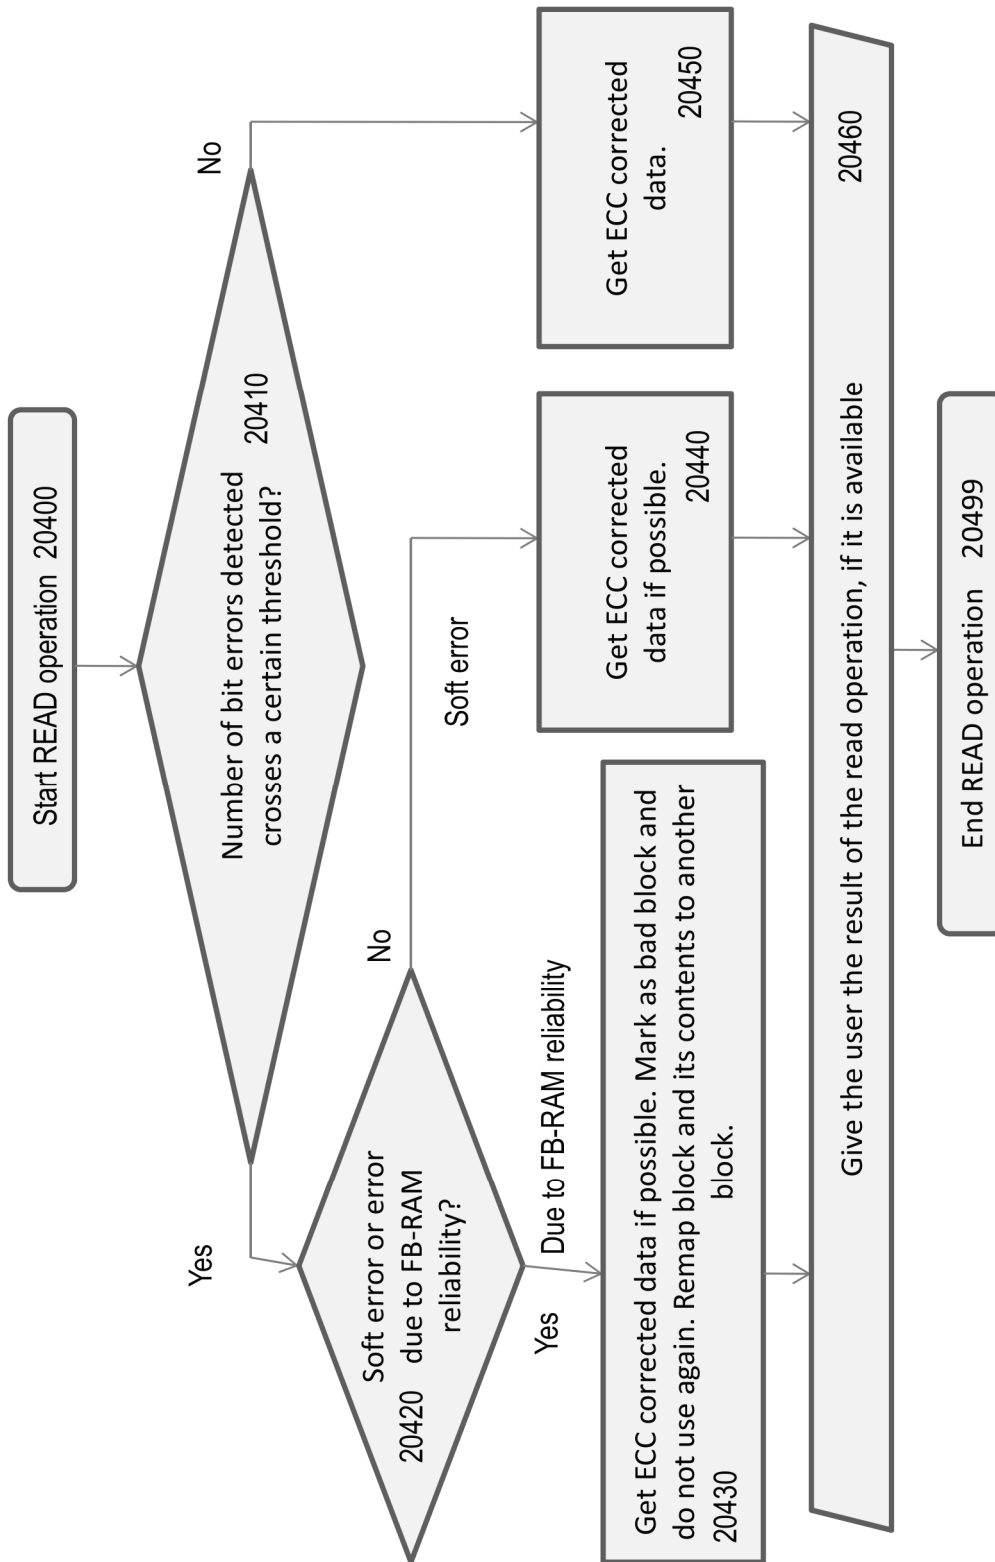 Start READ operation 20400
Number of bit errors detected
crosses a certain threshold?
20410
Yes
No
Soft error or error
due to FB-RAM
reliability?
20420
No
Soft error
Yes
Due to FB-RAM reliability
Get ECC corrected data if possible. Mark as bad block and
do not use again. Remap block and its contents to another
block.
20430
Get ECC corrected
data if possible.
20440
Get ECC corrected
data.
20450
Give the user the result of the read operation, if it is available
20460
End READ operation 20499